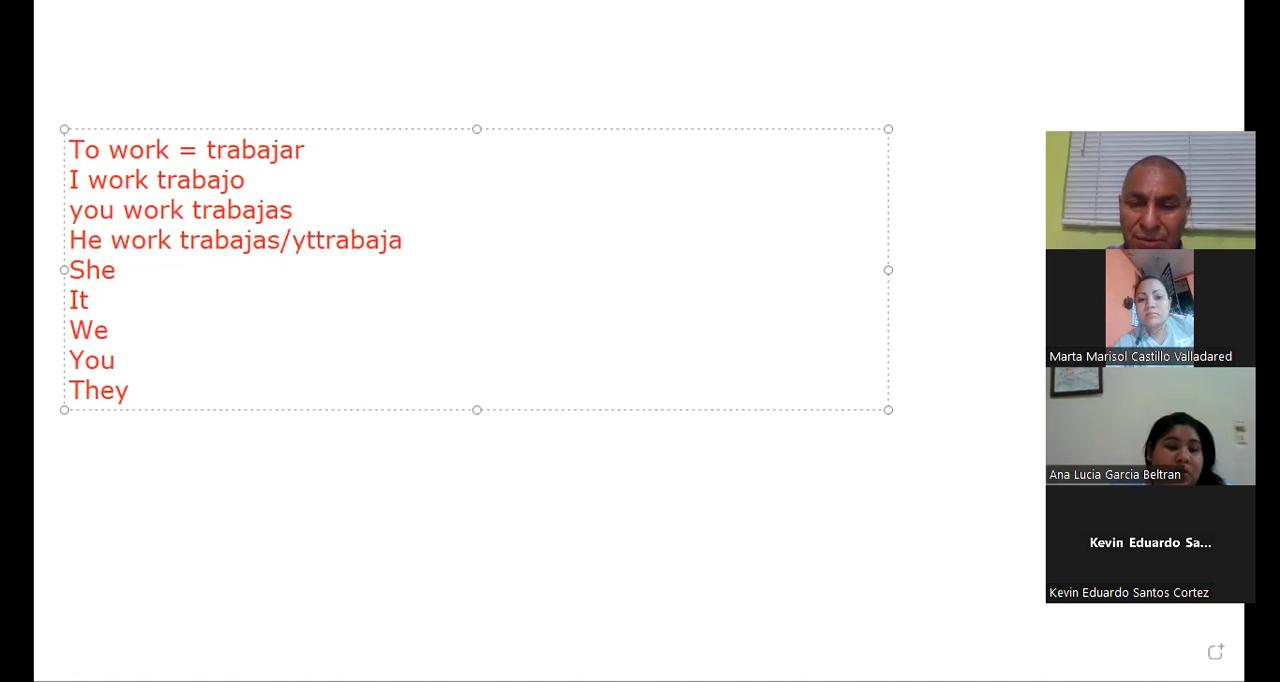 To work = trabajar
I work trabajo
you work trabajas
He work trabajas/yttrabaja
She
It
We
You
They
Marta Marisol Castillo Valladared
Ana Lucia Garcia Beltran
Kevin Eduardo Sa...
Kevin Eduardo Santos Cortez